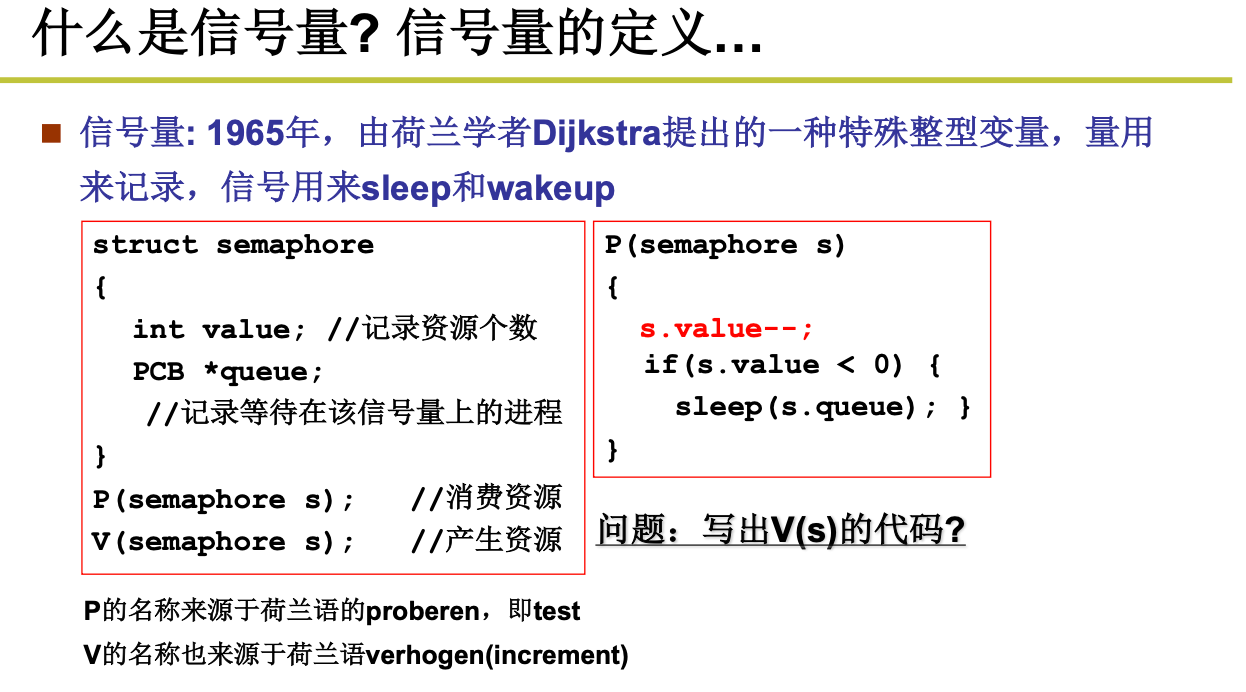 什么是信号量? 信号量的定义…
信号量: 1965年，由荷兰学者Dijkstra提出的一种特殊整型变量，量用
来记录，信号用来sleep和wakeup
struct semaphore
{
int value; //记录资源个数
PCB *queue;
//记录等待在该信号量上的进程
}
P(semaphore s); //消费资源
V(semaphore s); //产生资源
P(semaphore s)
{
s.value--;
if(s.value < 0) {
sleep(s.queue); }
}
问题：写出V(s)的代码?
P的名称来源于荷兰语的proberen，即test
V的名称也来源于荷兰语verhogen(increment)